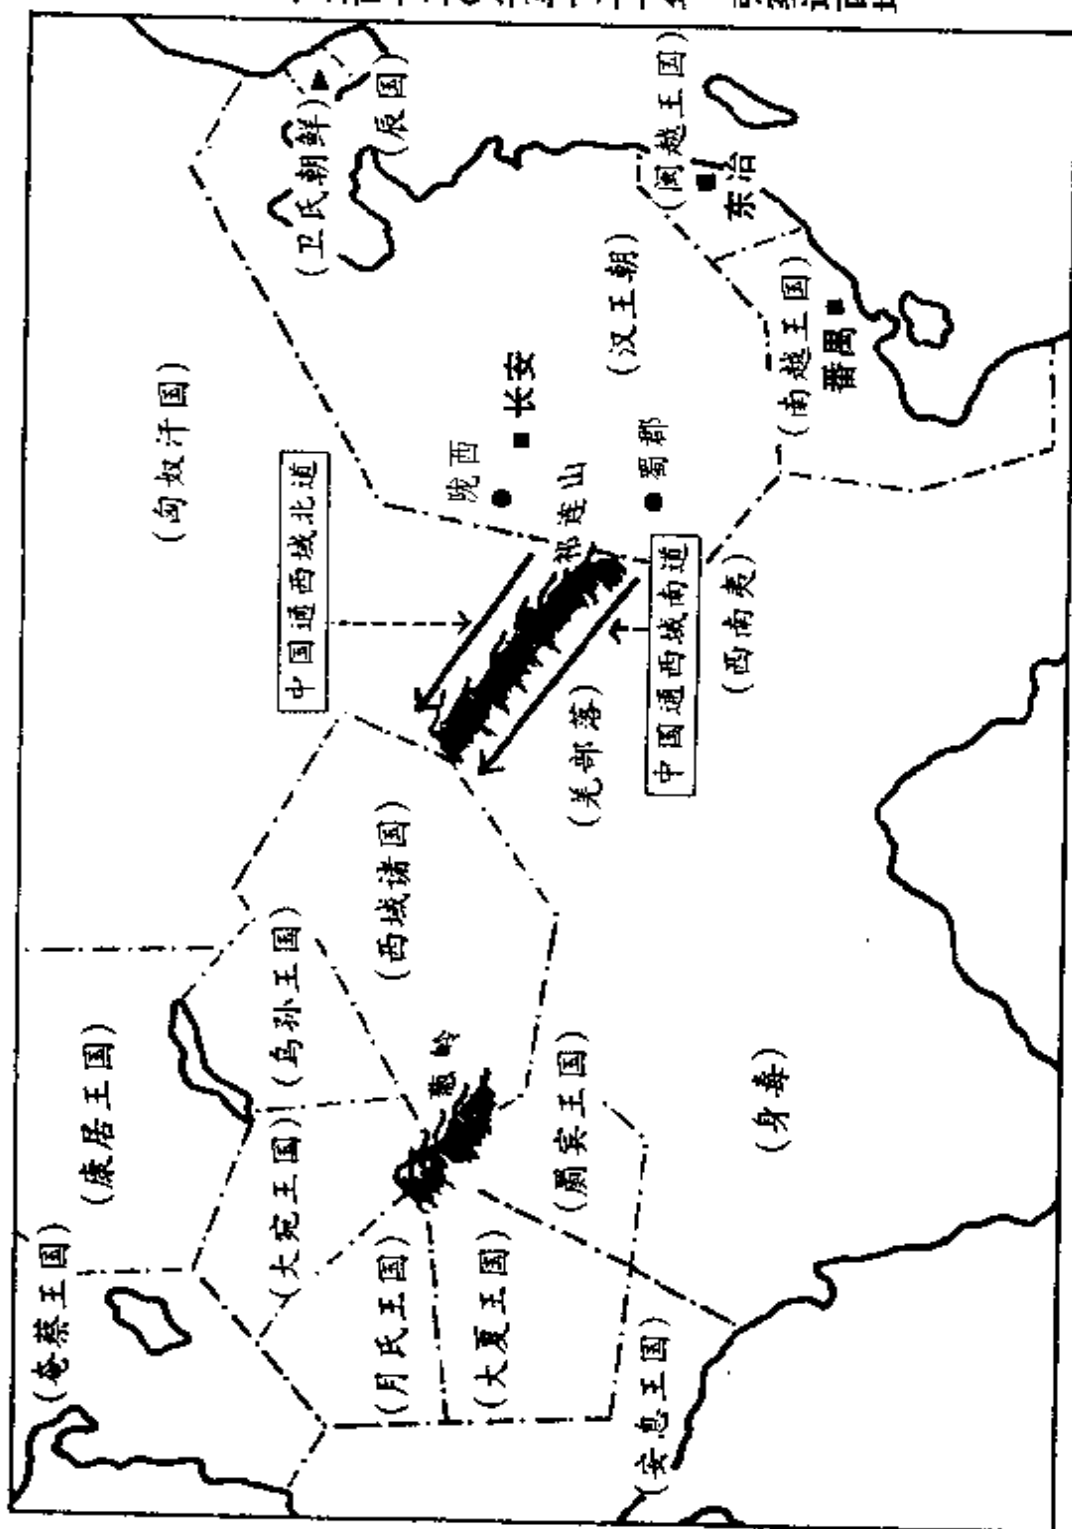 (匈奴汗国)
(卫氏朝鲜)
(辰国)
中国通西域北道
陇西
长安
(汉王朝)
(闽越王国)
东冶
祁连山
蜀郡
(南越王国)
番禺
中国通西域南道
(羌部落)
(西南夷)
(康居王国)
(乌孙王国)
(西域诸国)
(奄蔡王国)
(大宛王国)
葱岭
(月氏王国)
(大夏王国)
(罽宾王国)
(身毒)
(安息王国)